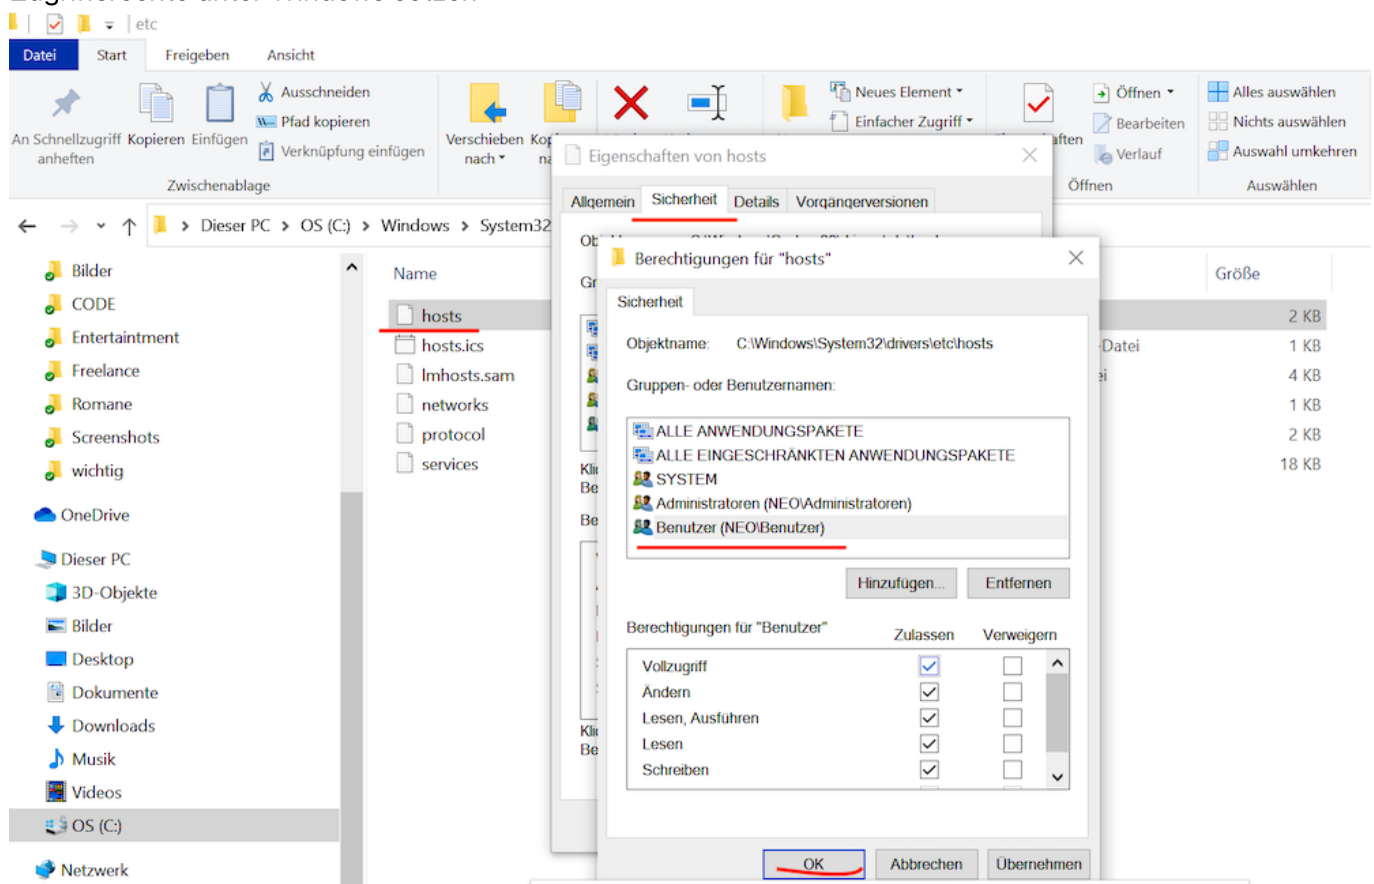 etc
Datei Start Freigeben Ansicht
Ausschneiden
Pfad kopieren
Verknüpfung einfügen
An Schnellzugriff anheften
Kopieren Einfügen
Zwischenablage
Verschieben nach
Neues Element
Einfacher Zugriff
Öffnen
Bearbeiten
Verlauf
Öffnen
Alles auswählen
Nichts auswählen
Auswahl umkehren
Auswählen
Dieser PC OS (C:) Windows System32
Bilder
CODE
Entertaintment
Freelance
Romane
Screenshots
wichtig
OneDrive
Dieser PC
3D-Objekte
Bilder
Desktop
Dokumente
Downloads
Musik
Videos
OS (C:)
Netzwerk
Name Größe
hosts 2 KB
hosts.ics -Datei 1 KB
lmhosts.sam 4 KB
networks 1 KB
protocol 2 KB
services 18 KB
Eigenschaften von hosts
Allgemein Sicherheit Details Vorgängerversionen
Berechtigungen für "hosts"
Sicherheit
Objektname: C:\Windows\System32\drivers\etc\hosts
Gruppen- oder Benutzernamen:
ALLE ANWENDUNGSPAKETE
ALLE EINGESCHRÄNKTEN ANWENDUNGSPAKETE
SYSTEM
Administratoren (NEO\Administratoren)
Benutzer (NEO\Benutzer)
Hinzufügen... Entfernen
Berechtigungen für "Benutzer" Zulassen Verweigern
Vollzugriff
Ändern
Lesen, Ausführen
Lesen
Schreiben
OK Abbrechen Übernehmen